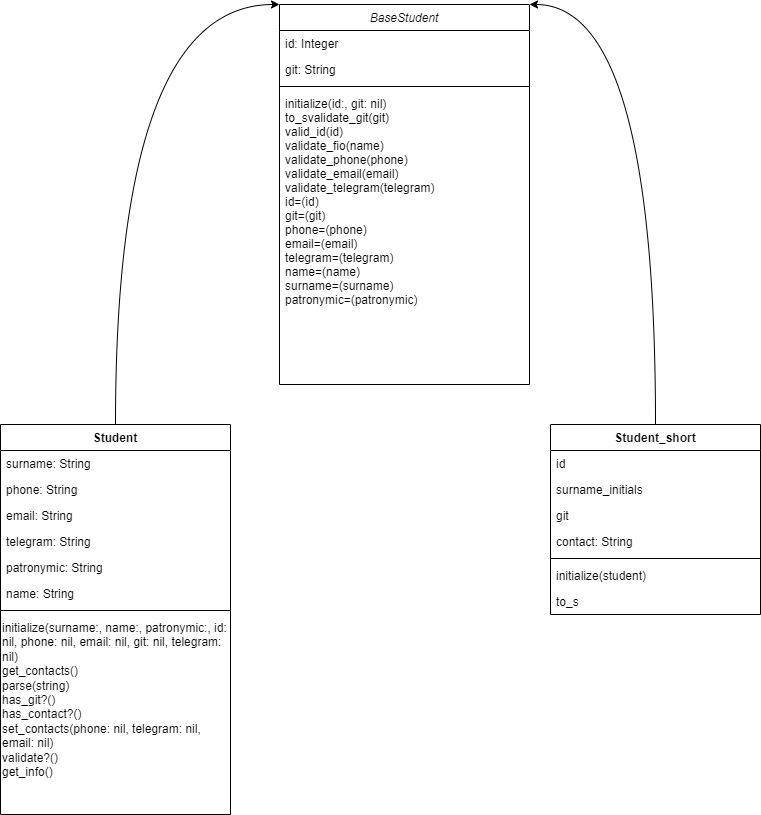 BaseStudent
id: Integer
git: String
initialize(id:, git: nil)
to_svalidate_git(git)
valid_id(id)
validate_fio(name)
validate_phone(phone)
validate_email(email)
validate_telegram(telegram)
id=(id)
git=(git)
phone=(phone)
email=(email)
telegram=(telegram)
name=(name)
surname=(surname)
patronymic=(patronymic)
Student
surname: String
phone: String
email: String
telegram: String
patronymic: String
name: String
initialize(surname:, name:, patronymic:, id:
nil, phone: nil, email: nil, git: nil, telegram:
nil)
get_contacts()
parse(string)
has_git?()
has_contact?()
set_contacts(phone: nil, telegram: nil,
email: nil)
validate?()
get_info()
Student_short
id
surname_initials
git
contact: String
initialize(student)
to_s